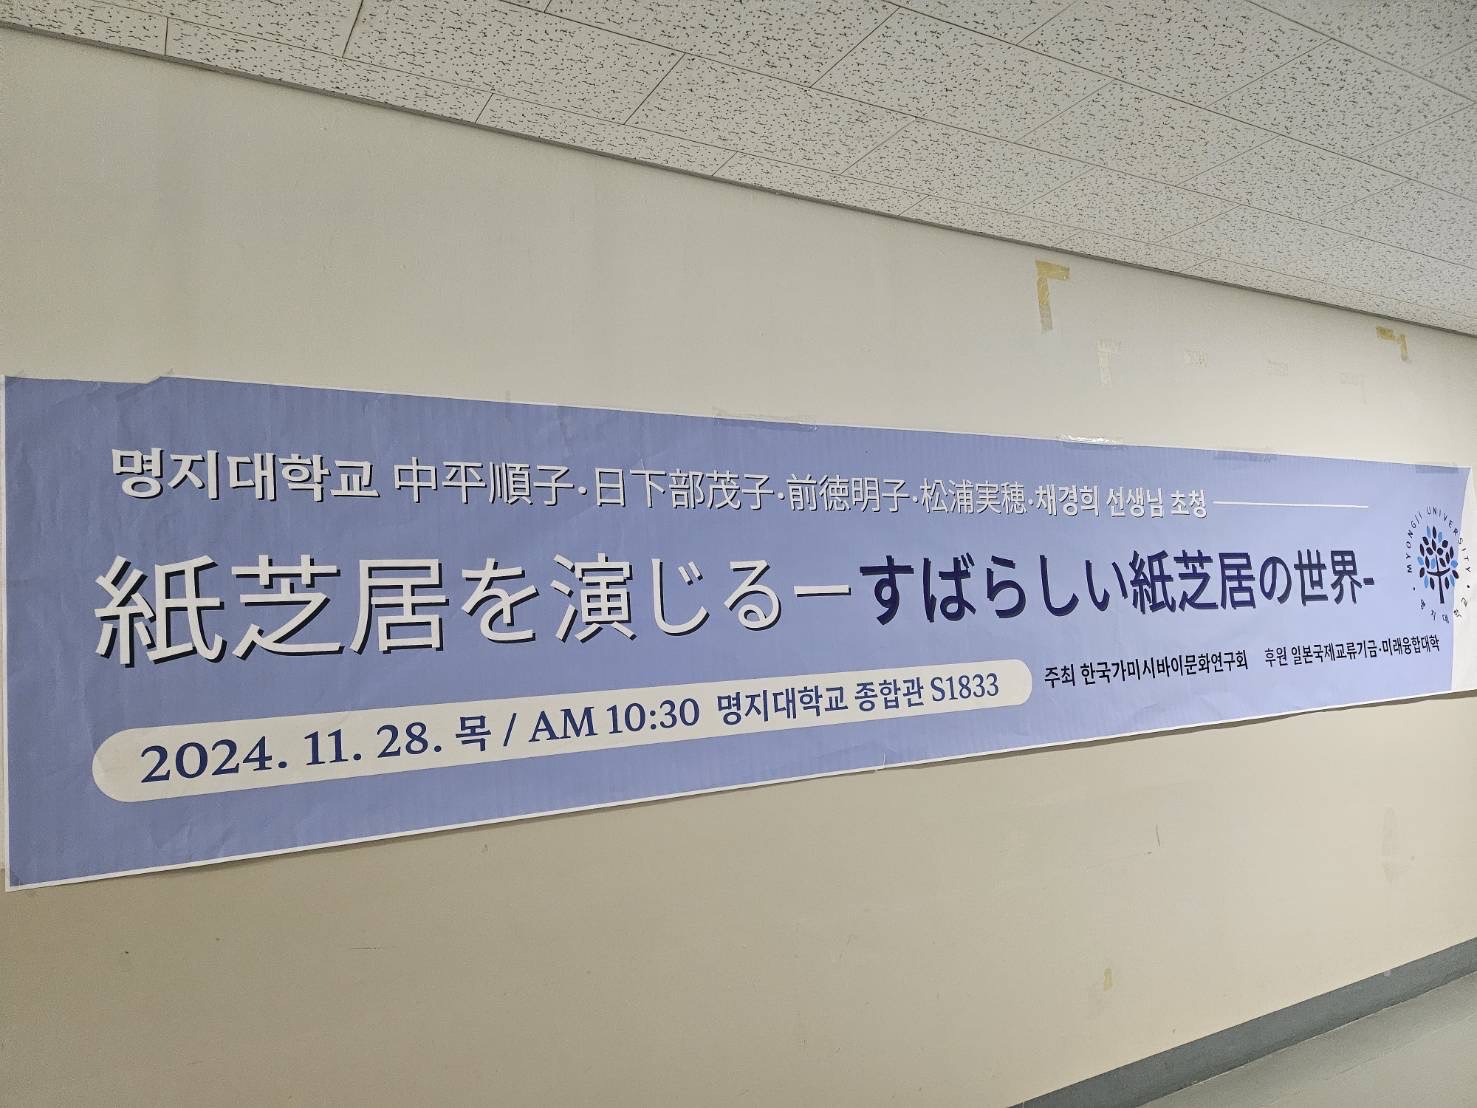 명지대학교 中平順子·日下部茂子·前徳明子·松浦実穂·채경희 선생님 초청
紙芝居を演じるーすばらしい紙芝居の世界-
2024. 11. 28. 목 / AM 10:30 명지대학교 종합관 S1833
주최 한국가미시바이문화연구회 후원 일본국제교류기금·미래융합대학
MYONGJI UNIVERSITY